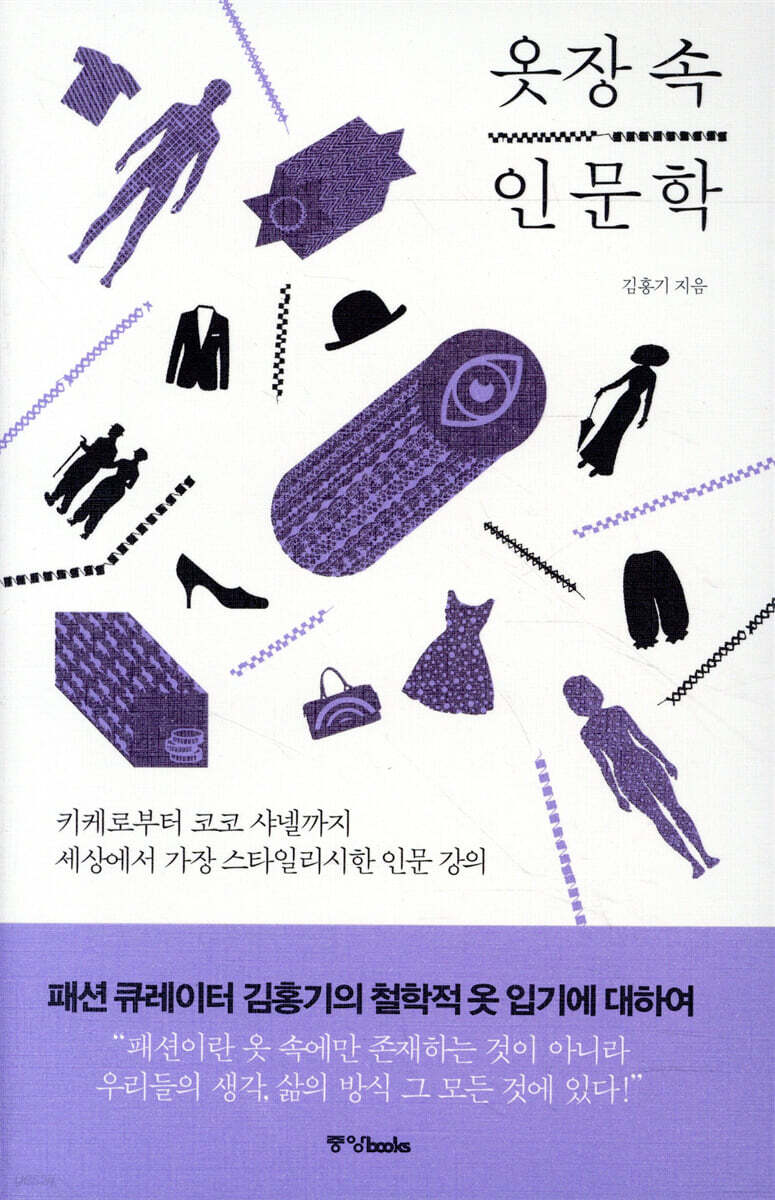 옷장 속
인문학
김홍기 지음
키케로부터 코코 샤넬까지
세상에서 가장 스타일리시한 인문 강의
패션 큐레이터 김홍기의 철학적 옷 입기에 대하여
“패션이란 옷 속에만 존재하는 것이 아니라
우리들의 생각, 삶의 방식 그 모든 것에 있다!”
중앙books